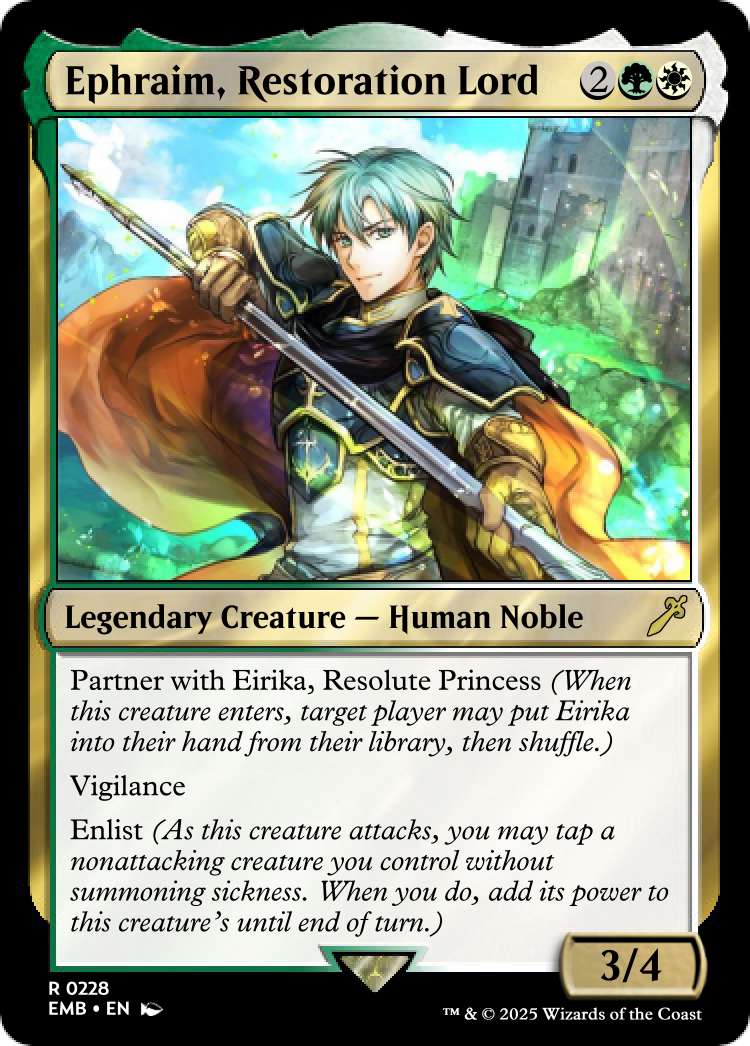 Ephraim, Restoration Lord 2
Legendary Creature — Human Noble
Partner with Eirika, Resolute Princess (When
this creature enters, target player may put Eirika
into their hand from their library, then shuffle.)
Vigilance
Enlist (As this creature attacks, you may tap a
nonattacking creature you control without
summoning sickness. When you do, add its power to
this creature's until end of turn.)
3/4
R 0228
EMB • EN
™ & © 2025 Wizards of the Coast